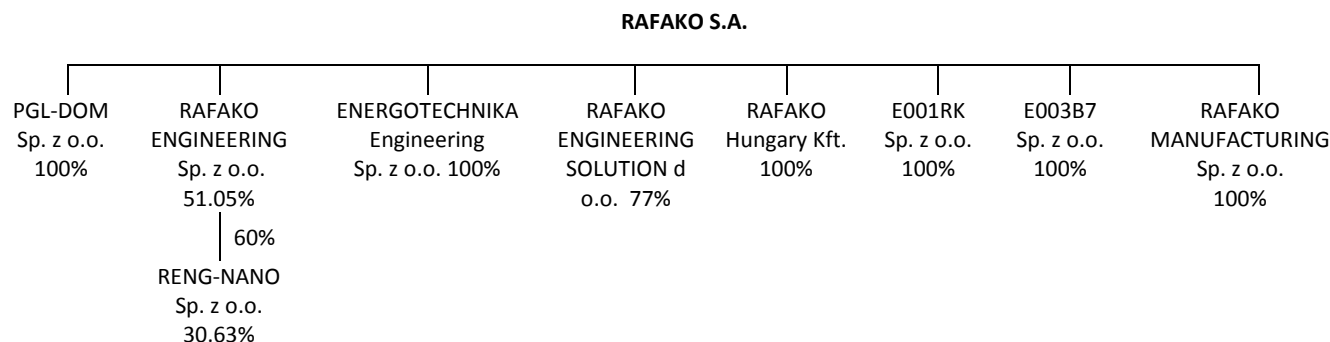 RAFAKO S.A.
PGL-DOM
Sp. z o.o.
100%
RAFAKO
ENGINEERING
Sp. z o.o.
51.05%
60%
RENG-NANO
Sp. z o.o.
30.63%
ENERGOTECHNIKA
Engineering
Sp. z o.o. 100%
RAFAKO
ENGINEERING
SOLUTION d
o.o. 77%
RAFAKO
Hungary Kft.
100%
E001RK
Sp. z o.o.
100%
E003B7
Sp. z o.o.
100%
RAFAKO
MANUFACTURING
Sp. z o.o.
100%